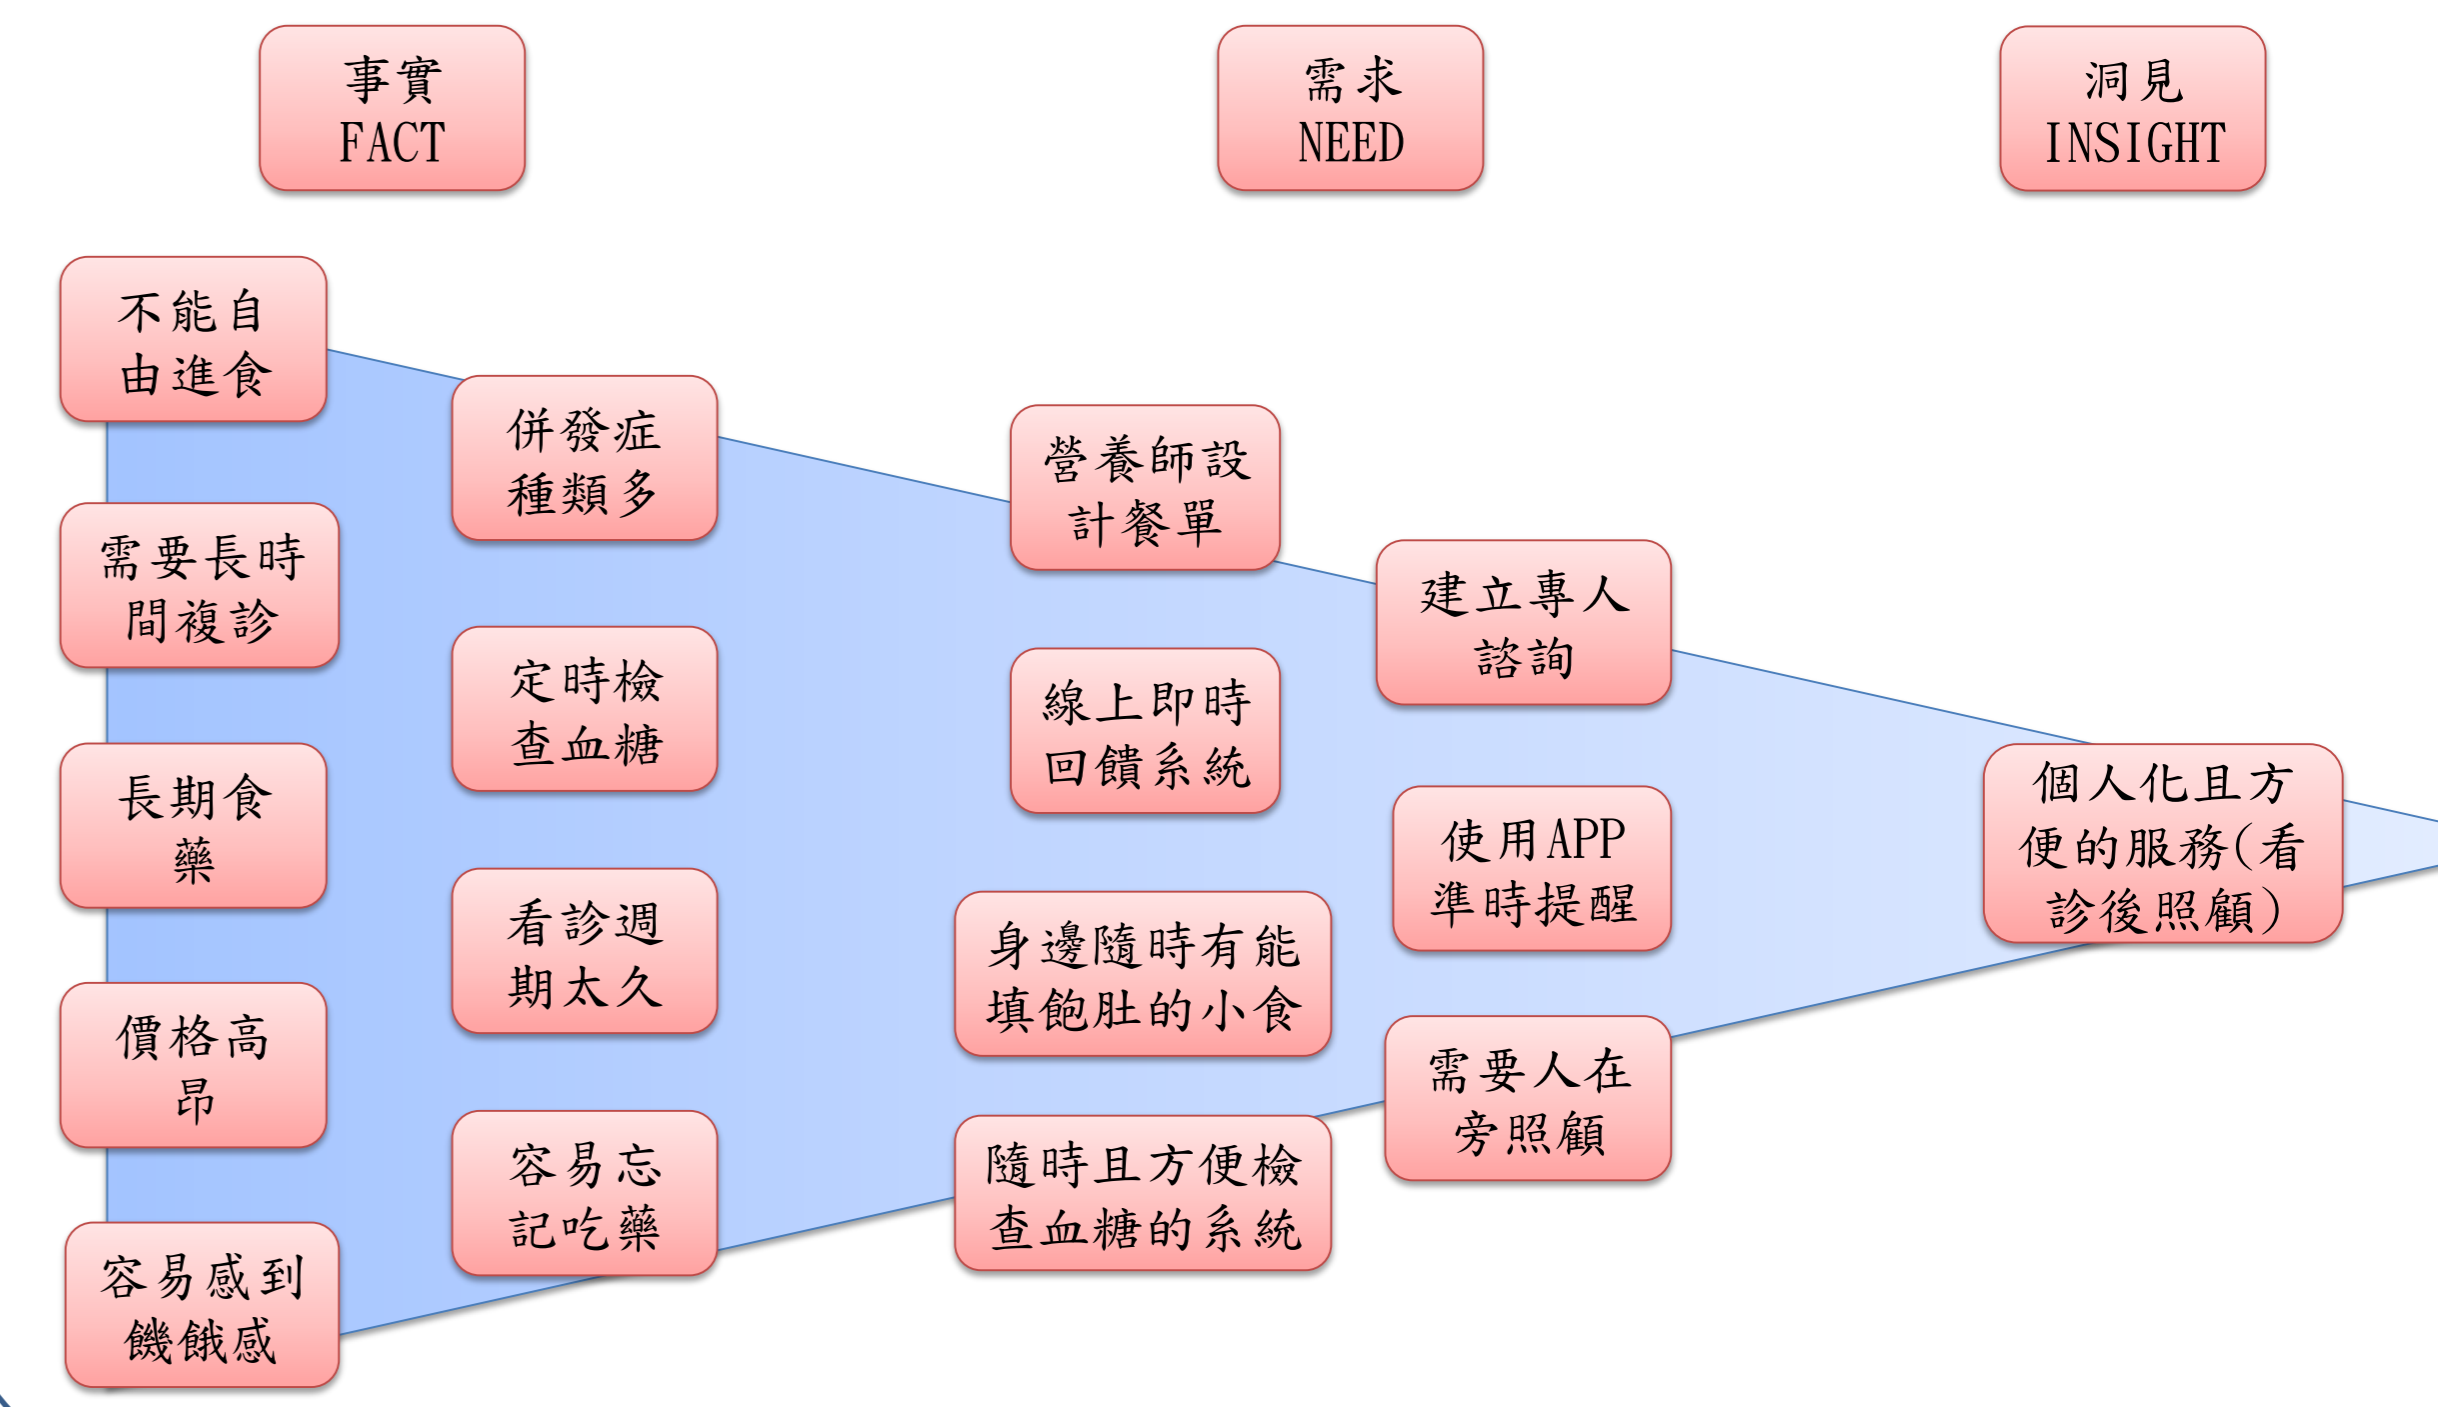 事實
FACT
需求
NEED
洞見
INSIGHT
不能自
由進食
需要長時
間複診
長期食
藥
價格高
昂
容易感到
饑餓感
併發症
種類多
定時檢
查血糖
看診週
期太久
容易忘
記吃藥
營養師設
計餐單
線上即時
回饋系統
身邊隨時有能
填飽肚的小食
隨時且方便檢
查血糖的系統
建立專人
諮詢
使用APP
準時提醒
需要人在
旁照顧
個人化且方
便的服務(看
診後照顧)